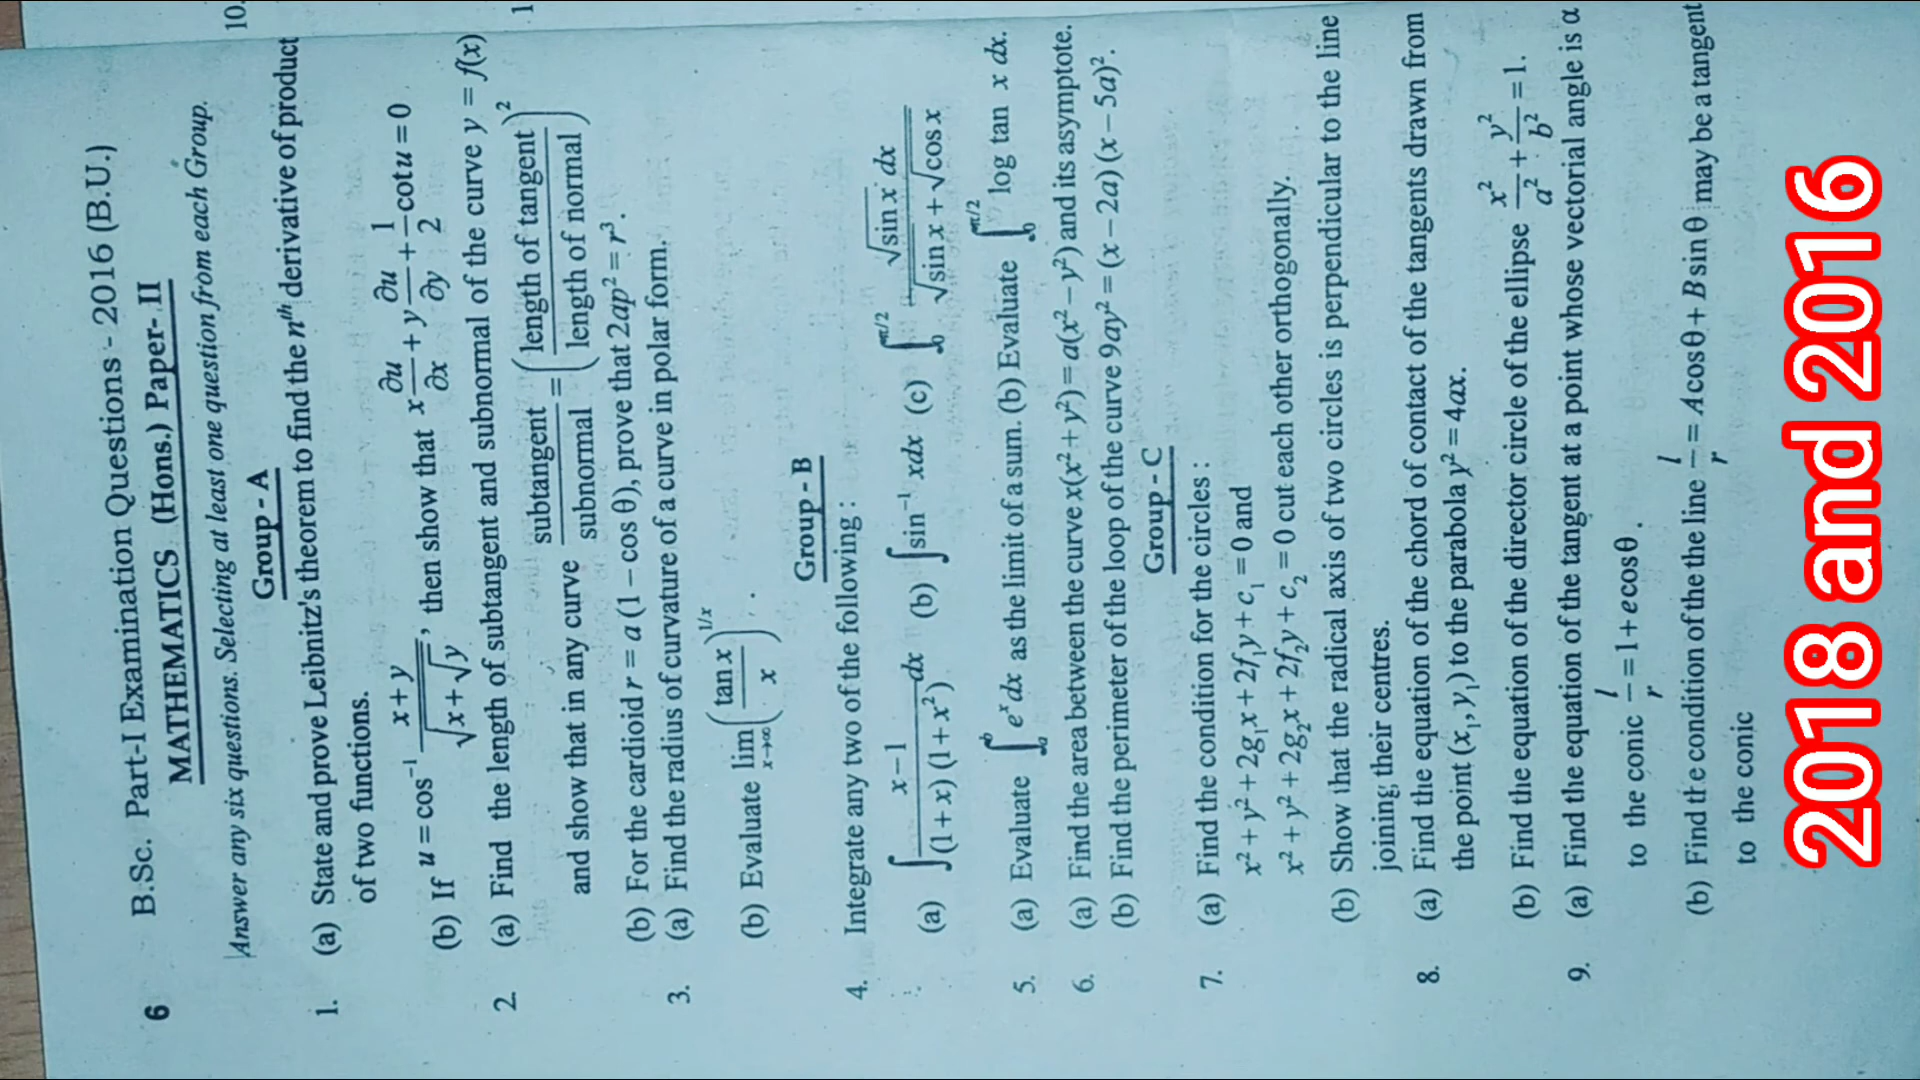 6 B.Sc. Part-I Examination Questions - 2016 (B.U.)
MATHEMATICS (Hons.) Paper- II
Answer any six questions. Selecting at least one question from each Group.
Group - A
1. (a) State and prove Leibnitz's theorem to find the nᵗʰ derivative of product
of two functions.
(b) If u = cos⁻¹ (x+y)/(√x+√y), then show that x ∂u/∂x + y ∂u/∂y + 1/2 cot u = 0
2. (a) Find the length of subtangent and subnormal of the curve y = f(x)
and show that in any curve subtangent/subnormal = (length of tangent/length of normal)²
(b) For the cardioid r = a (1 – cos θ), prove that 2ap² = r³.
3. (a) Find the radius of curvature of a curve in polar form.
(b) Evaluate lim x→∞ (tan x/x)^(1/x).
Group - B
4. Integrate any two of the following :
(a) ∫ (x–1)/((1+x)(1+x²)) dx (b) ∫ sin⁻¹ xdx (c) ∫₀^(π/2) √sin x dx/(√sin x + √cos x)
5. (a) Evaluate ∫ₐᵇ eˣ dx as the limit of a sum. (b) Evaluate ∫₀^(π/2) log tan x dx.
6. (a) Find the area between the curve x(x² + y²) = a(x² – y²) and its asymptote.
(b) Find the perimeter of the loop of the curve 9ay² = (x – 2a) (x – 5a)².
Group - C
7. (a) Find the condition for the circles :
x² + y² + 2g₁x + 2f₁y + c₁ = 0 and
x² + y² + 2g₂x + 2f₂y + c₂ = 0 cut each other orthogonally.
(b) Show that the radical axis of two circles is perpendicular to the line
joining their centres.
8. (a) Find the equation of the chord of contact of the tangents drawn from
the point (x₁, y₁) to the parabola y² = 4ax.
(b) Find the equation of the director circle of the ellipse x²/a² + y²/b² = 1.
9. (a) Find the equation of the tangent at a point whose vectorial angle is α
to the conic l/r = 1 + e cos θ.
(b) Find the condition of the the line l/r = A cos θ + B sin θ may be a tangent
to the conic
10.
1
2018 and 2016